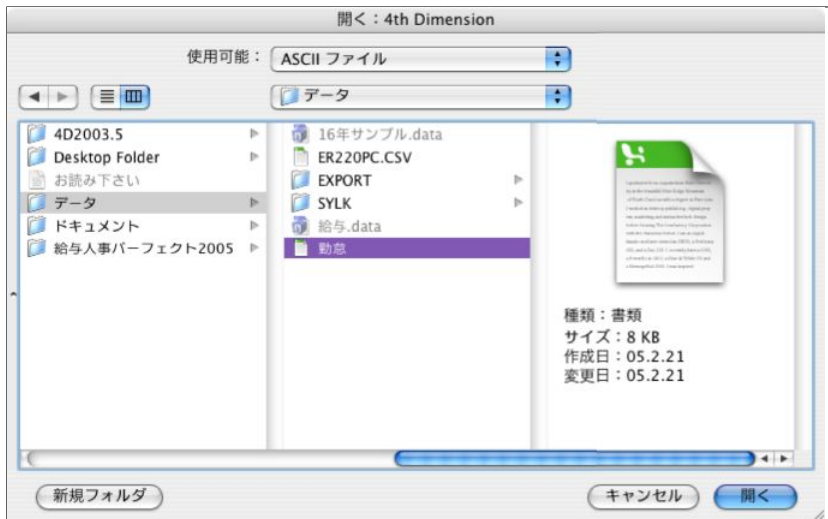 開く：4th Dimension
使用可能：
ASCII ファイル
データ
4D2003.5
Desktop Folder
お読み下さい
データ
ドキュメント
給与人事パーフェクト2005
16年サンプル.data
ER220PC.CSV
EXPORT
SYLK
給与.data
勤怠
種類：書類
サイズ：8 KB
作成日：05.2.21
変更日：05.2.21
新規フォルダ
キャンセル
開く